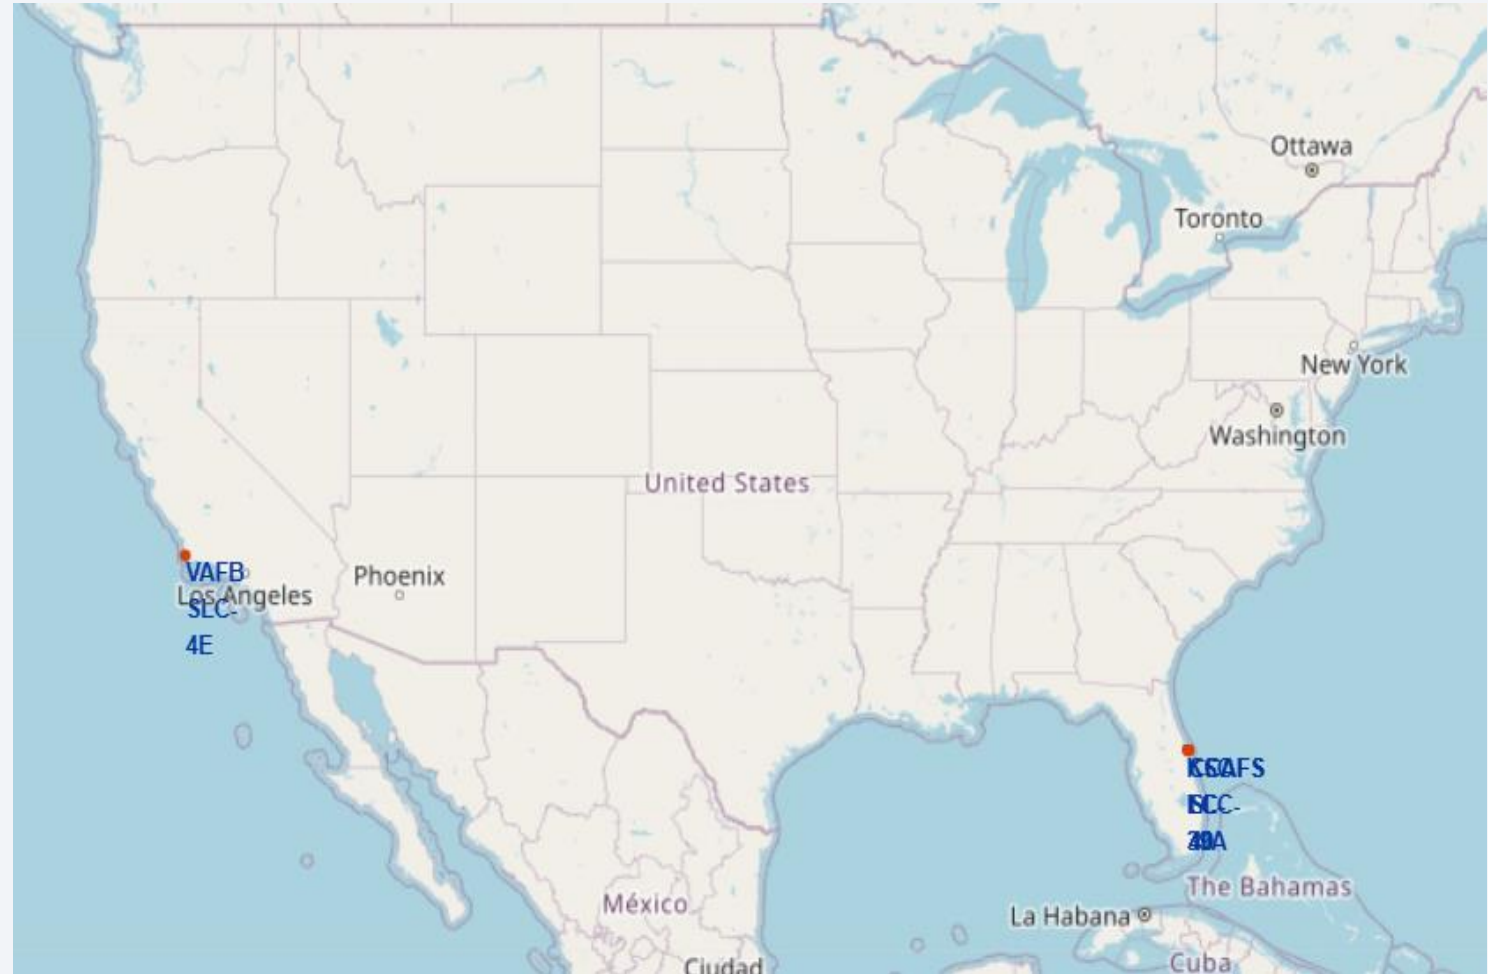 Ottawa
Toronto
New York
Washington
United States
VAFB
Los Angeles
SLC-
4E
Phoenix
The Bahamas
México
La Habana
Cuba
Ciudad